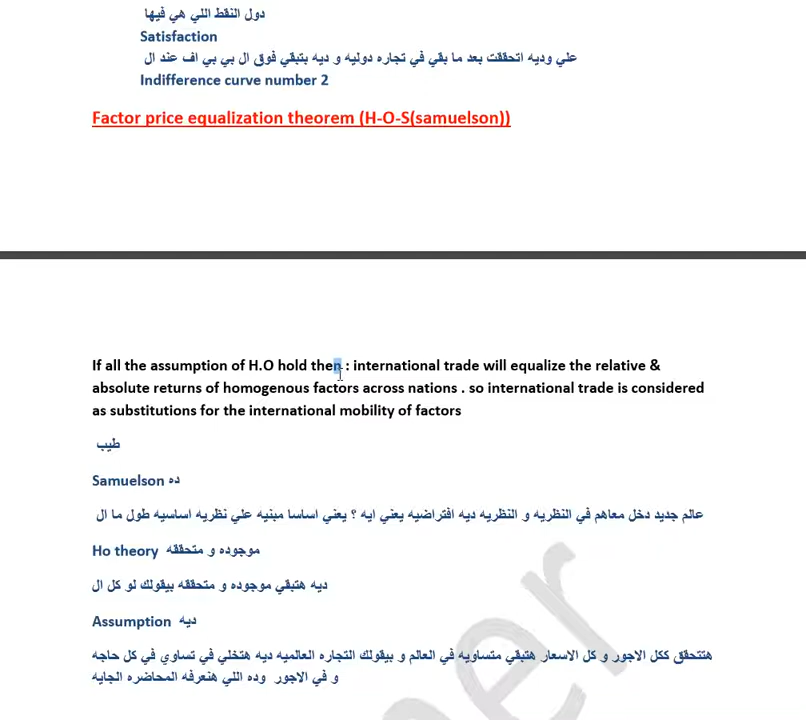 دول النقط اللي هي فيها
Satisfaction
علي وديه اتحققت بعد ما بقي في تجاره دوليه و ديه بتبقي فوق ال بي بي اف عند ال
Indifference curve number 2
Factor price equalization theorem (H-O-S(samuelson))
If all the assumption of H.O hold then : international trade will equalize the relative &
absolute returns of homogenous factors across nations . so international trade is considered
as substitutions for the international mobility of factors
طيب
Samuelson ده
عالم جديد دخل معاهم في النظريه و النظريه ديه افتراضيه يعني ايه ؟ يعني اساسا مبنيه علي نظريه اساسيه طول ما ال
Ho theory موجوده و متحققه
ديه هتبقي موجوده و متحققه بيقولك لو كل ال
Assumption ديه
هتتحقق ككل الاجور و كل الاسعار هتبقي متساويه في العالم و بيقولك التجاره العالميه ديه هتخلي في تساوي في كل حاجه
و في الاجور وده اللي هنعرفه المحاضره الجايه